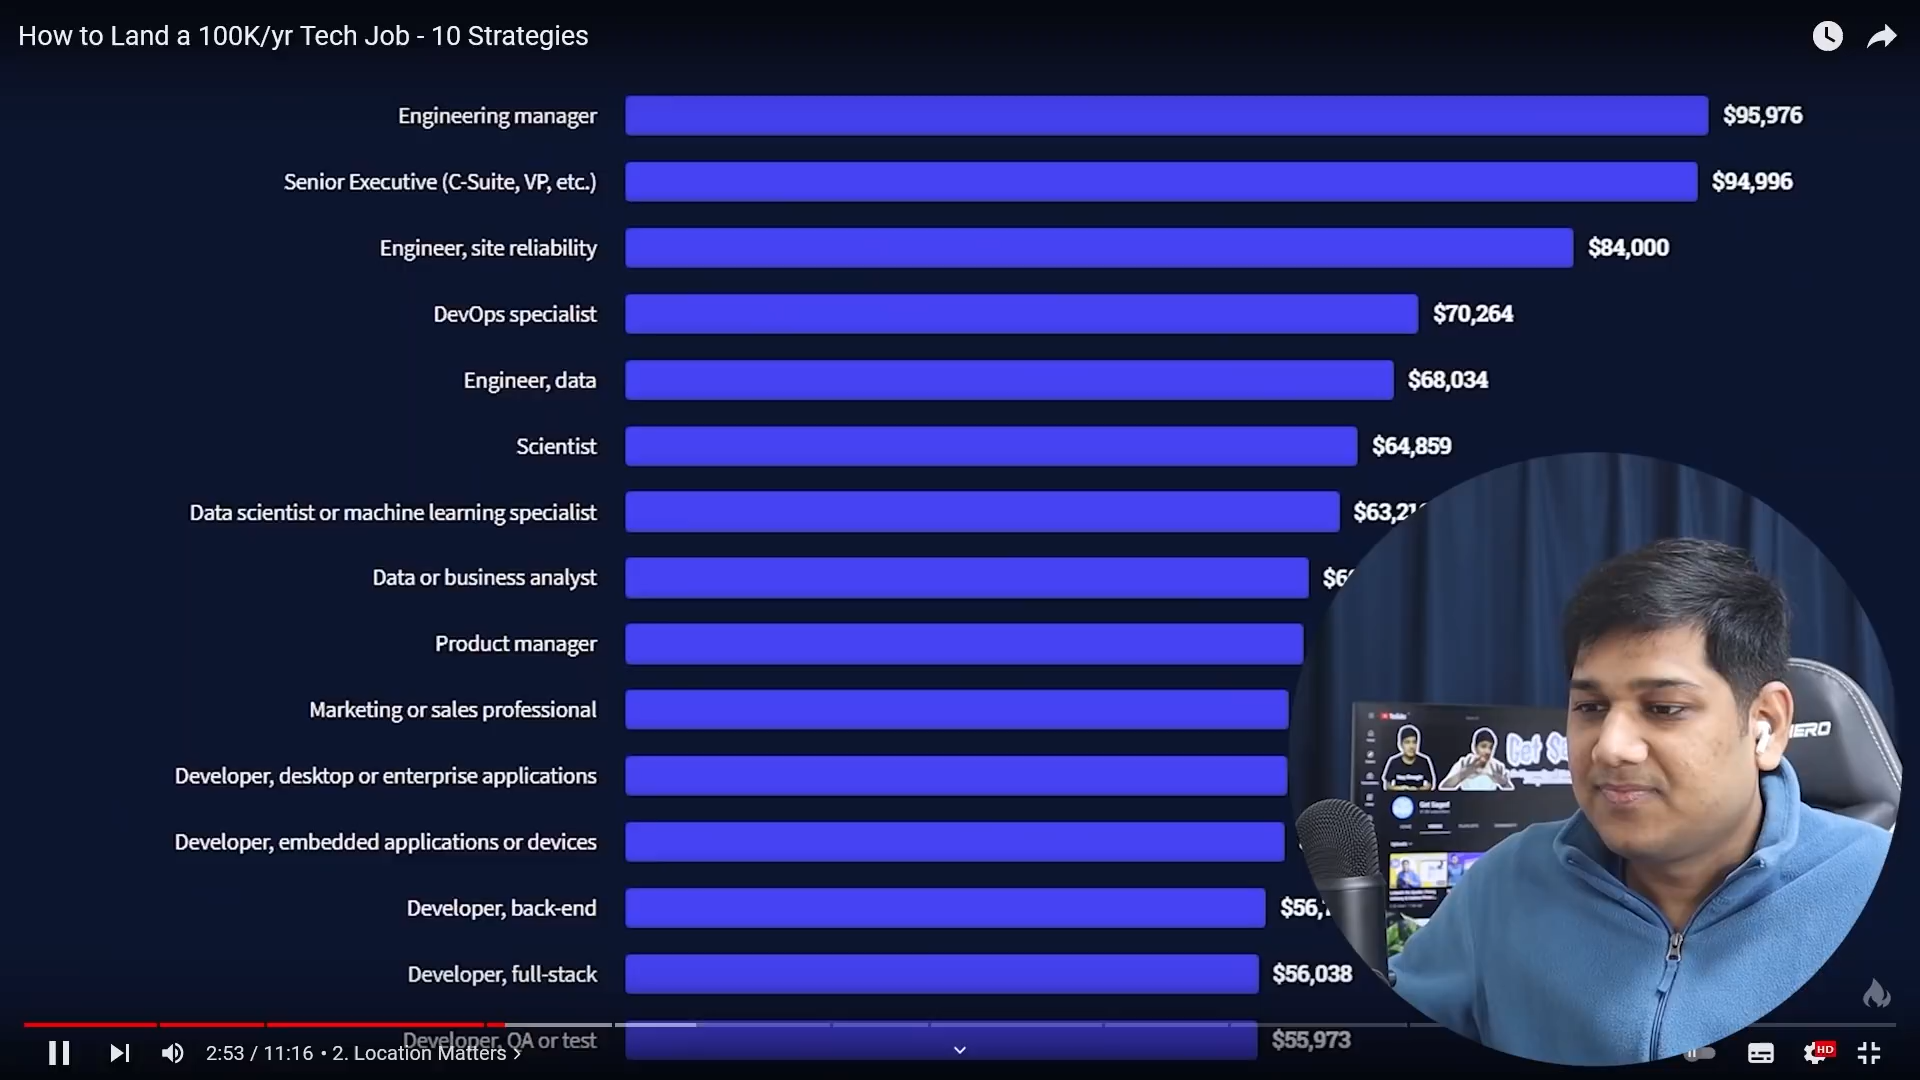 How to Land a 100K/yr Tech Job - 10 Strategies
Engineering manager $95,976
Senior Executive (C-Suite, VP, etc.) $94,996
Engineer, site reliability $84,000
DevOps specialist $70,264
Engineer, data $68,034
Scientist $64,859
Data scientist or machine learning specialist
Data or business analyst
Product manager
Marketing or sales professional
Developer, desktop or enterprise applications
Developer, embedded applications or devices
Developer, back-end
Developer, full-stack $56,038
Developer, QA or test $55,973
2:53 / 11:16 • 2. Location Matters
HD